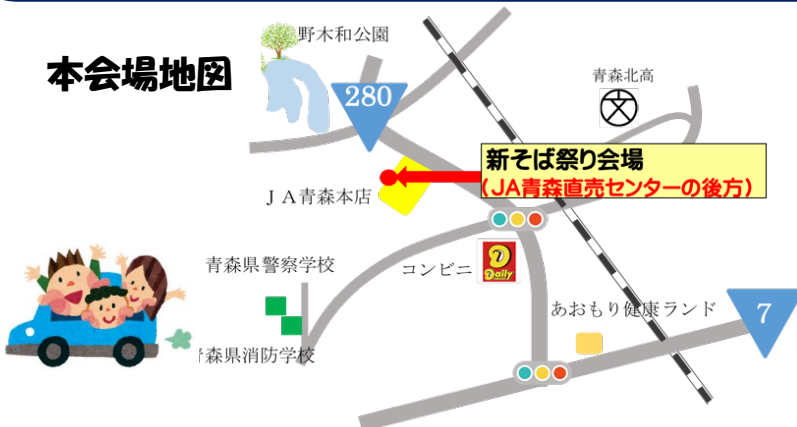 本会場地図
野木和公園
280
青森北高
文
新そば祭り会場
(JA青森直売センターの後方)
ＪＡ青森本店
青森県警察学校
コンビニ
Daily
あおもり健康ランド
7
青森県消防学校